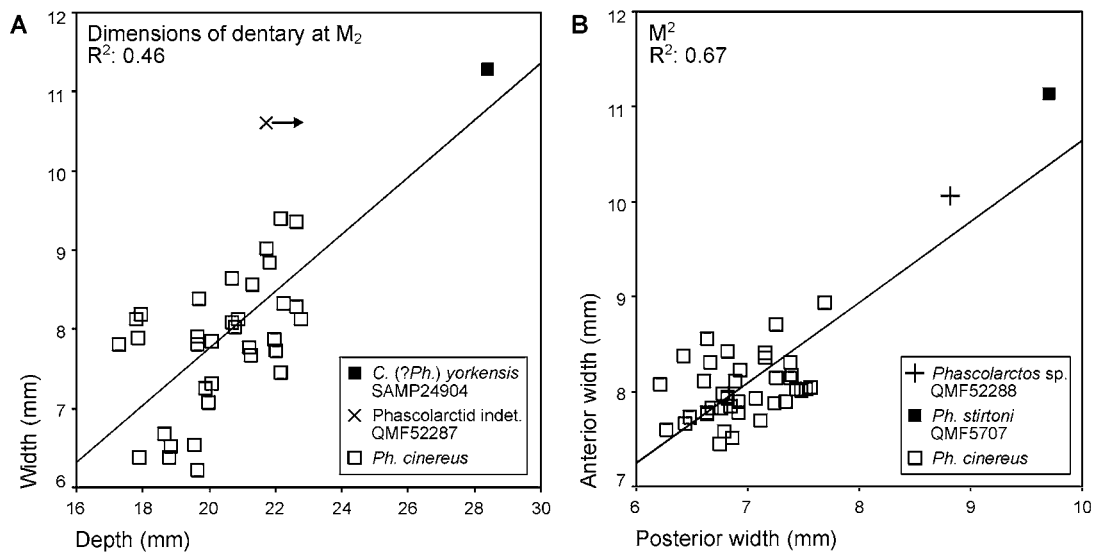 A
Dimensions of dentary at M₂
R²: 0.46
12
11
10
9
8
7
6
Width (mm)
16
18
20
22
24
26
28
30
Depth (mm)
C. (?Ph.) yorkensis
SAMP24904
Phascolarctid indet.
QMF52287
Ph. cinereus
B
M²
R²: 0.67
12
11
10
9
8
7
Anterior width (mm)
6
7
8
9
10
Posterior width (mm)
Phascolarctos sp.
QMF52288
Ph. stirtoni
QMF5707
Ph. cinereus